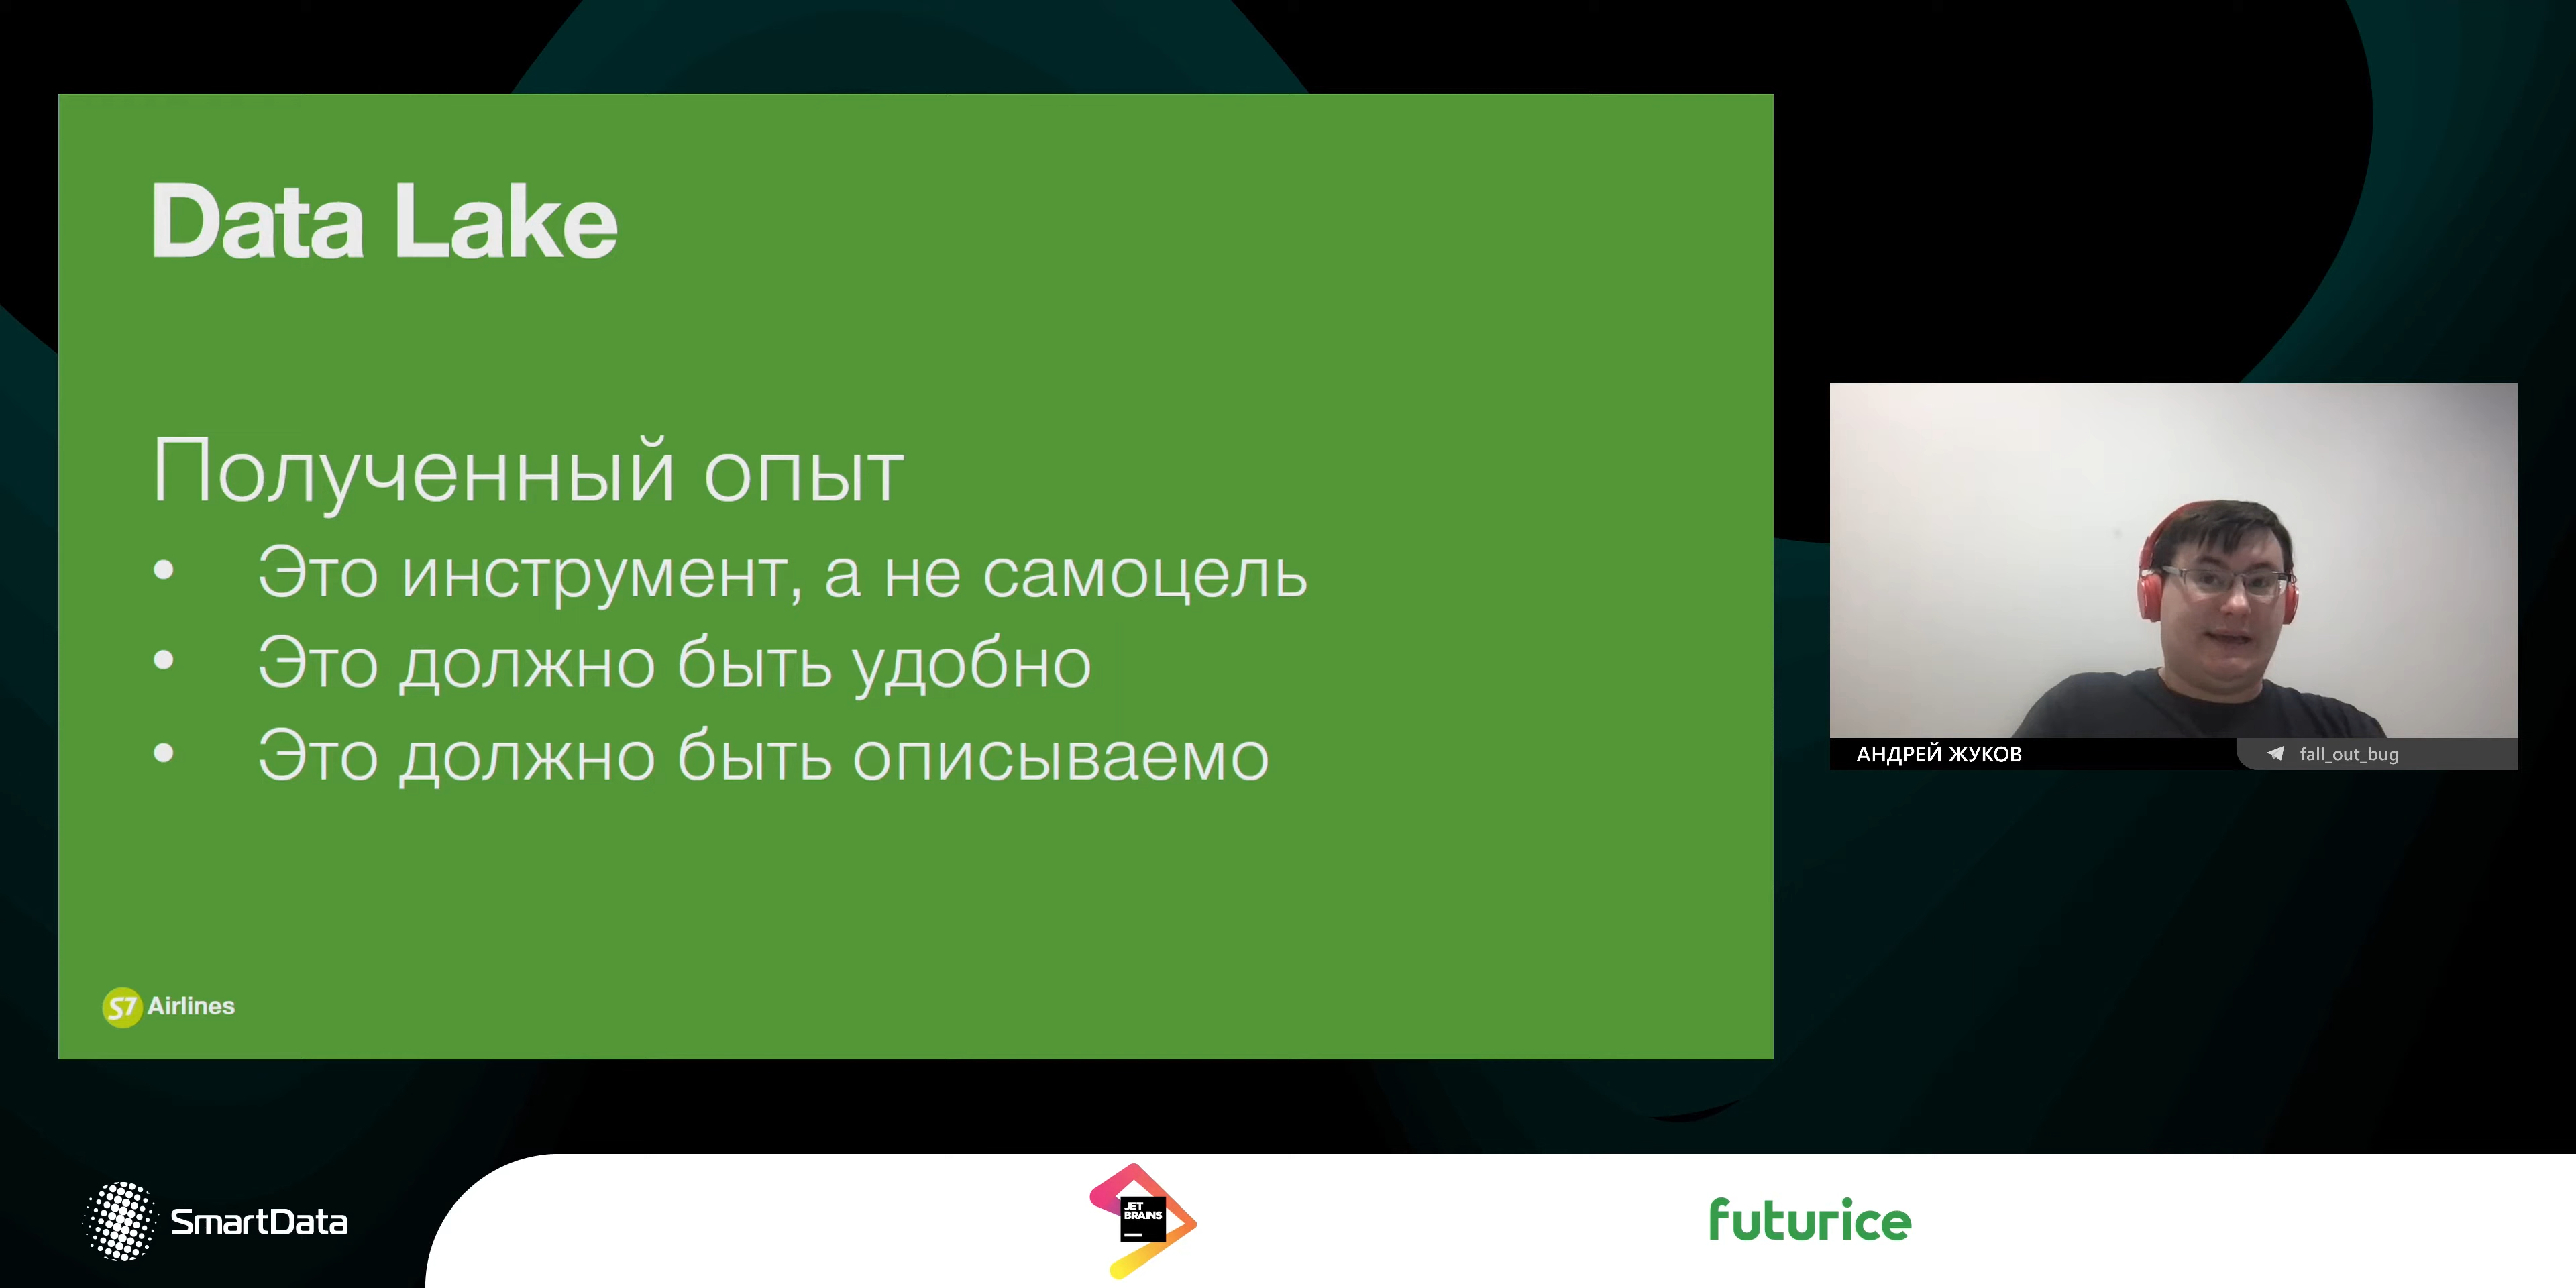 Data Lake
Полученный опыт
• Это инструмент, а не самоцель
• Это должно быть удобно
• Это должно быть описываемо
S7 Airlines
АНДРЕЙ ЖУКОВ
fall_out_bug
SmartData
JET
BRAINS
futurice